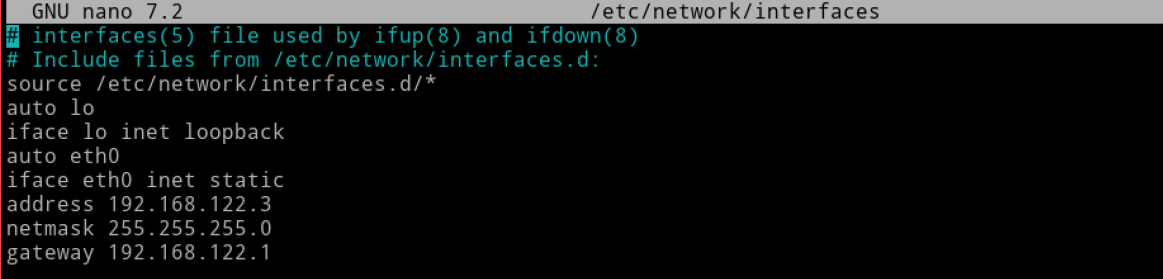 GNU nano 7.2 /etc/network/interfaces
# interfaces(5) file used by ifup(8) and ifdown(8)
# Include files from /etc/network/interfaces.d:
source /etc/network/interfaces.d/*
auto lo
iface lo inet loopback
auto eth0
iface eth0 inet static
address 192.168.122.3
netmask 255.255.255.0
gateway 192.168.122.1